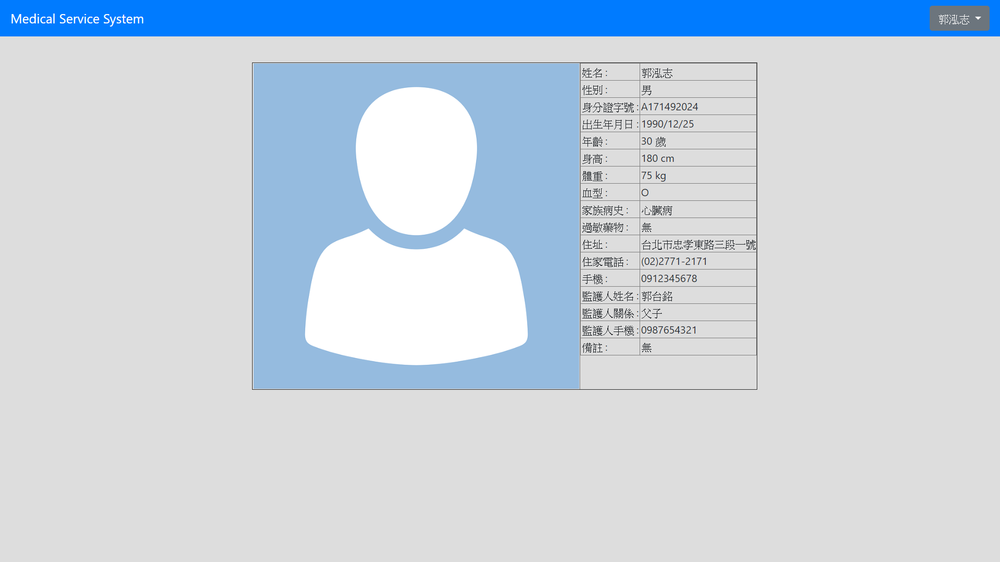 Medical Service System
郭泓志
姓名 : 郭泓志
性別 : 男
身分證字號 : A171492024
出生年月日 : 1990/12/25
年齡 : 30 歲
身高 : 180 cm
體重 : 75 kg
血型 : O
家族病史 : 心臟病
過敏藥物 : 無
住址 : 台北市忠孝東路三段一號
住家電話 : (02)2771-2171
手機 : 0912345678
監護人姓名 : 郭台銘
監護人關係 : 父子
監護人手機 : 0987654321
備註 : 無